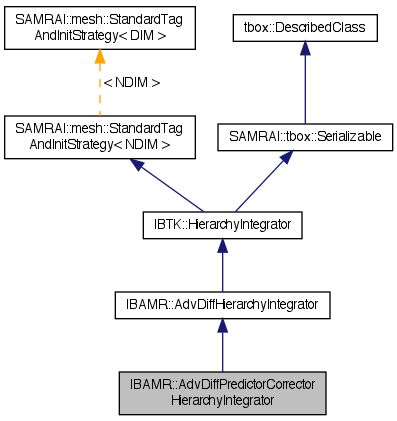 SAMRAI::mesh::StandardTag
AndInitStrategy< DIM >
tbox::DescribedClass
< NDIM >
SAMRAI::mesh::StandardTag
AndInitStrategy< NDIM >
SAMRAI::tbox::Serializable
IBTK::HierarchyIntegrator
IBAMR::AdvDiffHierarchyIntegrator
IBAMR::AdvDiffPredictorCorrector
HierarchyIntegrator